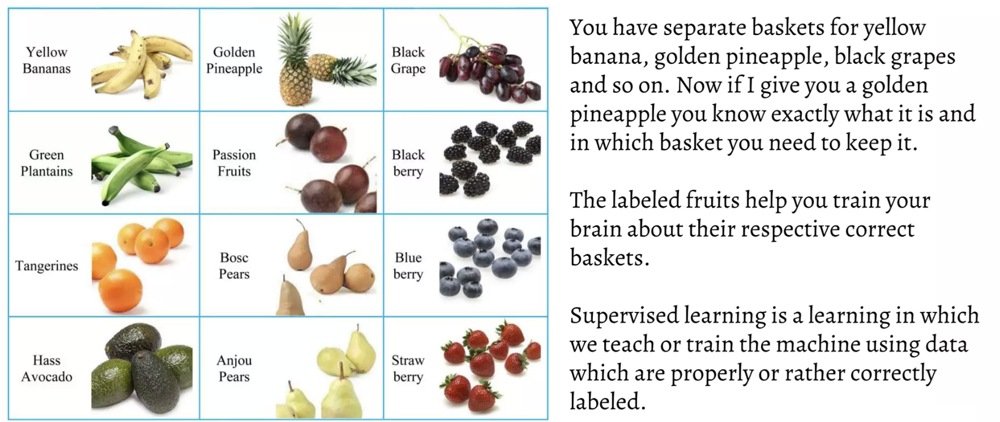 Yellow
Bananas
Golden
Pineapple
Black
Grape
Green
Plantains
Passion
Fruits
Black
berry
Tangerines
Bosc
Pears
Blue
berry
Hass
Avocado
Anjou
Pears
Straw
berry
You have separate baskets for yellow
banana, golden pineapple, black grapes
and so on. Now if I give you a golden
pineapple you know exactly what it is and
in which basket you need to keep it.
The labeled fruits help you train your
brain about their respective correct
baskets.
Supervised learning is a learning in which
we teach or train the machine using data
which are properly or rather correctly
labeled.